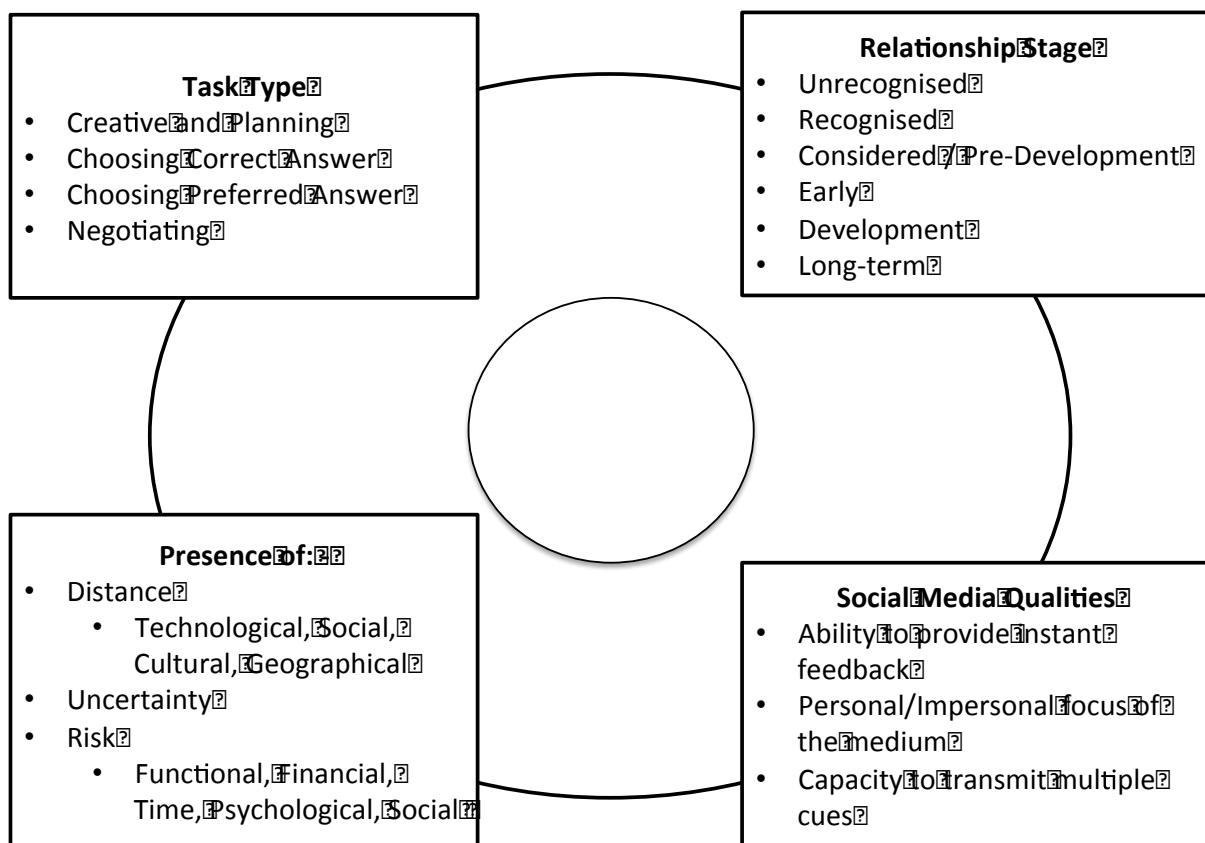 Task Type
• Creative and Planning
• Choosing Correct Answer
• Choosing Preferred Answer
• Negotiating
Relationship Stage
• Unrecognised
• Recognised
• Considered / Pre-Development
• Early
• Development
• Long-term
Presence of: -
• Distance
• Technological, Social,
Cultural, Geographical
• Uncertainty
• Risk
• Functional, Financial,
Time, Psychological, Social
Social Media Qualities
• Ability to provide instant
feedback
• Personal/Impersonal focus of
the medium
• Capacity to transmit multiple
cues